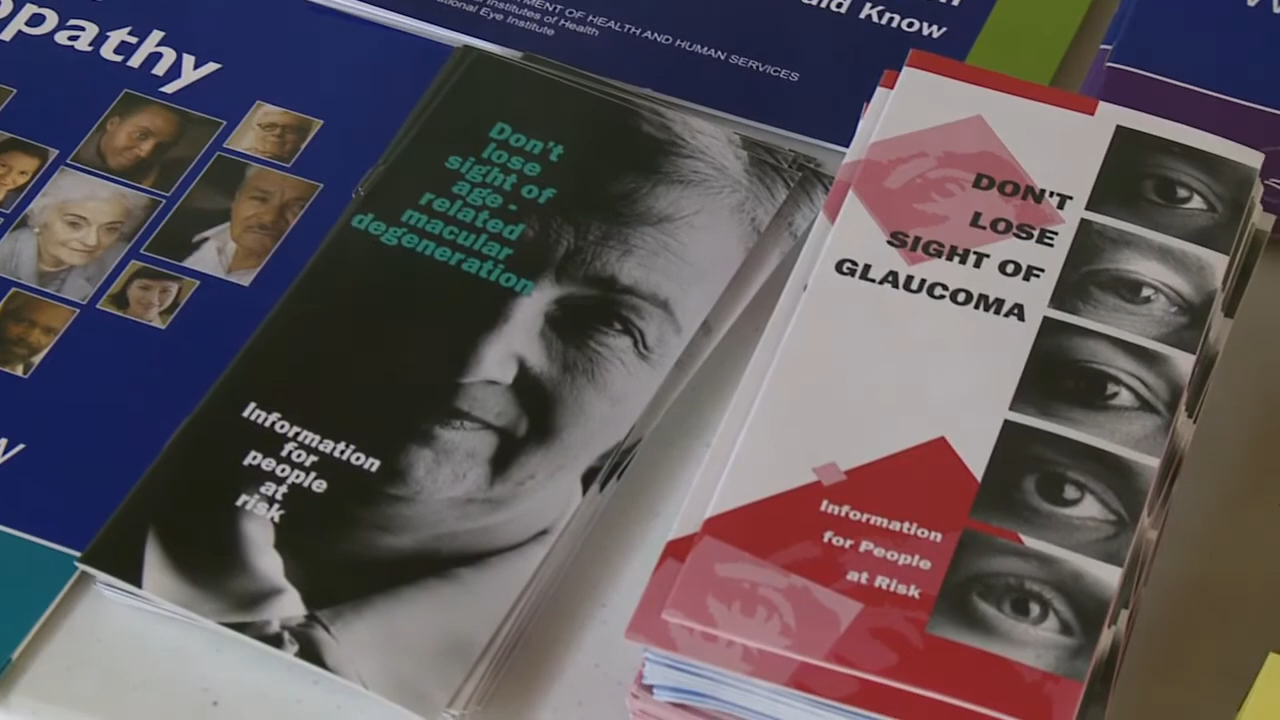 opathy
uld Know
MENT OF HEALTH AND HUMAN SERVICES
Institutes of Health
National Eye Institute
Don't
lose
sight of
age -
related
macular
degeneration
Information
for
people
at
risk
DON'T
LOSE
SIGHT OF
GLAUCOMA
Information
for People
at Risk